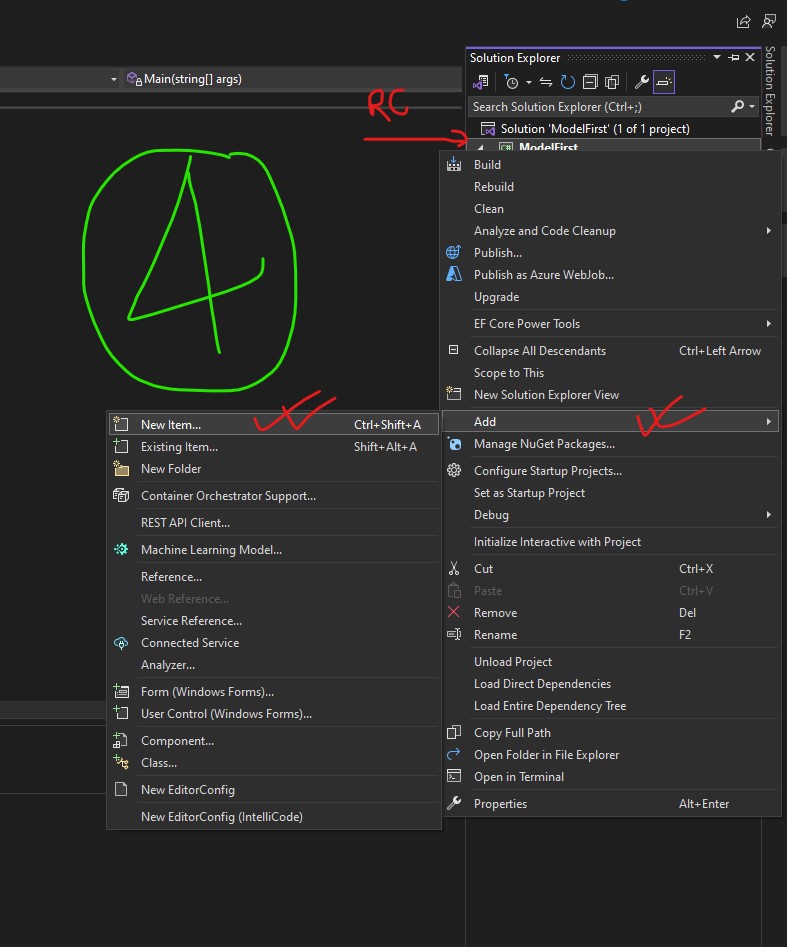 Main(string[] args)
Solution Explorer
Solution Explorer
Search Solution Explorer (Ctrl+;)
Solution 'ModelFirst' (1 of 1 project)
RC
ModelFirst
4
Build
Rebuild
Clean
Analyze and Code Cleanup
Publish...
Publish as Azure WebJob...
Upgrade
EF Core Power Tools
Collapse All Descendants Ctrl+Left Arrow
Scope to This
New Solution Explorer View
Add
Manage NuGet Packages...
Configure Startup Projects...
Set as Startup Project
Debug
Initialize Interactive with Project
Cut Ctrl+X
Paste Ctrl+V
Remove Del
Rename F2
Unload Project
Load Direct Dependencies
Load Entire Dependency Tree
Copy Full Path
Open Folder in File Explorer
Open in Terminal
Properties Alt+Enter
New Item... Ctrl+Shift+A
Existing Item... Shift+Alt+A
New Folder
Container Orchestrator Support...
REST API Client...
Machine Learning Model...
Reference...
Web Reference...
Service Reference...
Connected Service
Analyzer...
Form (Windows Forms)...
User Control (Windows Forms)...
Component...
Class...
New EditorConfig
New EditorConfig (IntelliCode)